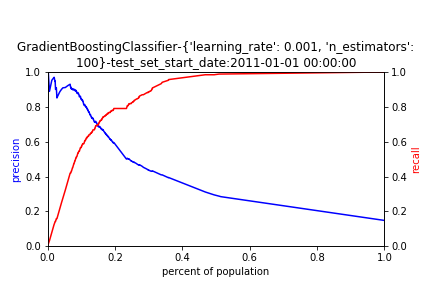 GradientBoostingClassifier-{'learning_rate': 0.001, 'n_estimators':
100}-test_set_start_date:2011-01-01 00:00:00
1.0
0.8
0.6
0.4
0.2
0.0
precision
1.0
0.8
0.6
0.4
0.2
0.0
recall
0.0 0.2 0.4 0.6 0.8 1.0
percent of population